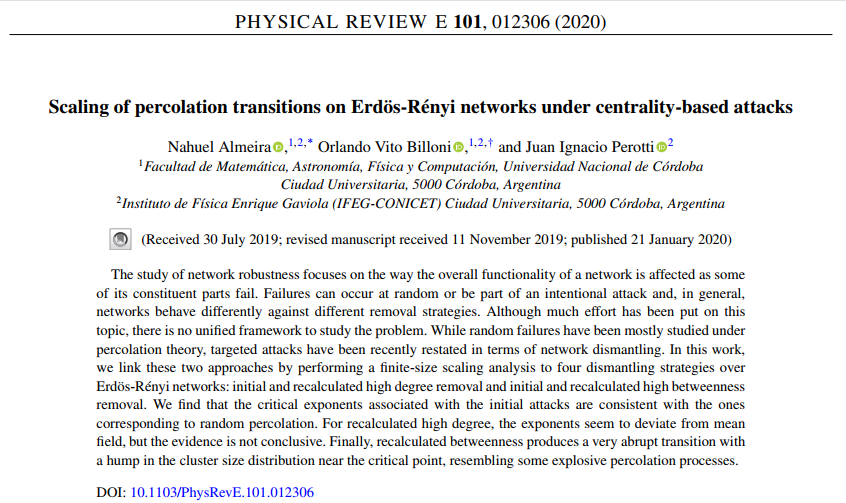 PHYSICAL REVIEW E 101, 012306 (2020)
Scaling of percolation transitions on Erdös-Rényi networks under centrality-based attacks
Nahuel Almeira,1,2,* Orlando Vito Billoni,1,2,† and Juan Ignacio Perotti2
1Facultad de Matemática, Astronomía, Física y Computación, Universidad Nacional de Córdoba
Ciudad Universitaria, 5000 Córdoba, Argentina
2Instituto de Física Enrique Gaviola (IFEG-CONICET) Ciudad Universitaria, 5000 Córdoba, Argentina
(Received 30 July 2019; revised manuscript received 11 November 2019; published 21 January 2020)
The study of network robustness focuses on the way the overall functionality of a network is affected as some
of its constituent parts fail. Failures can occur at random or be part of an intentional attack and, in general,
networks behave differently against different removal strategies. Although much effort has been put on this
topic, there is no unified framework to study the problem. While random failures have been mostly studied under
percolation theory, targeted attacks have been recently restated in terms of network dismantling. In this work,
we link these two approaches by performing a finite-size scaling analysis to four dismantling strategies over
Erdös-Rényi networks: initial and recalculated high degree removal and initial and recalculated high betweenness
removal. We find that the critical exponents associated with the initial attacks are consistent with the ones
corresponding to random percolation. For recalculated high degree, the exponents seem to deviate from mean
field, but the evidence is not conclusive. Finally, recalculated betweenness produces a very abrupt transition with
a hump in the cluster size distribution near the critical point, resembling some explosive percolation processes.
DOI: 10.1103/PhysRevE.101.012306